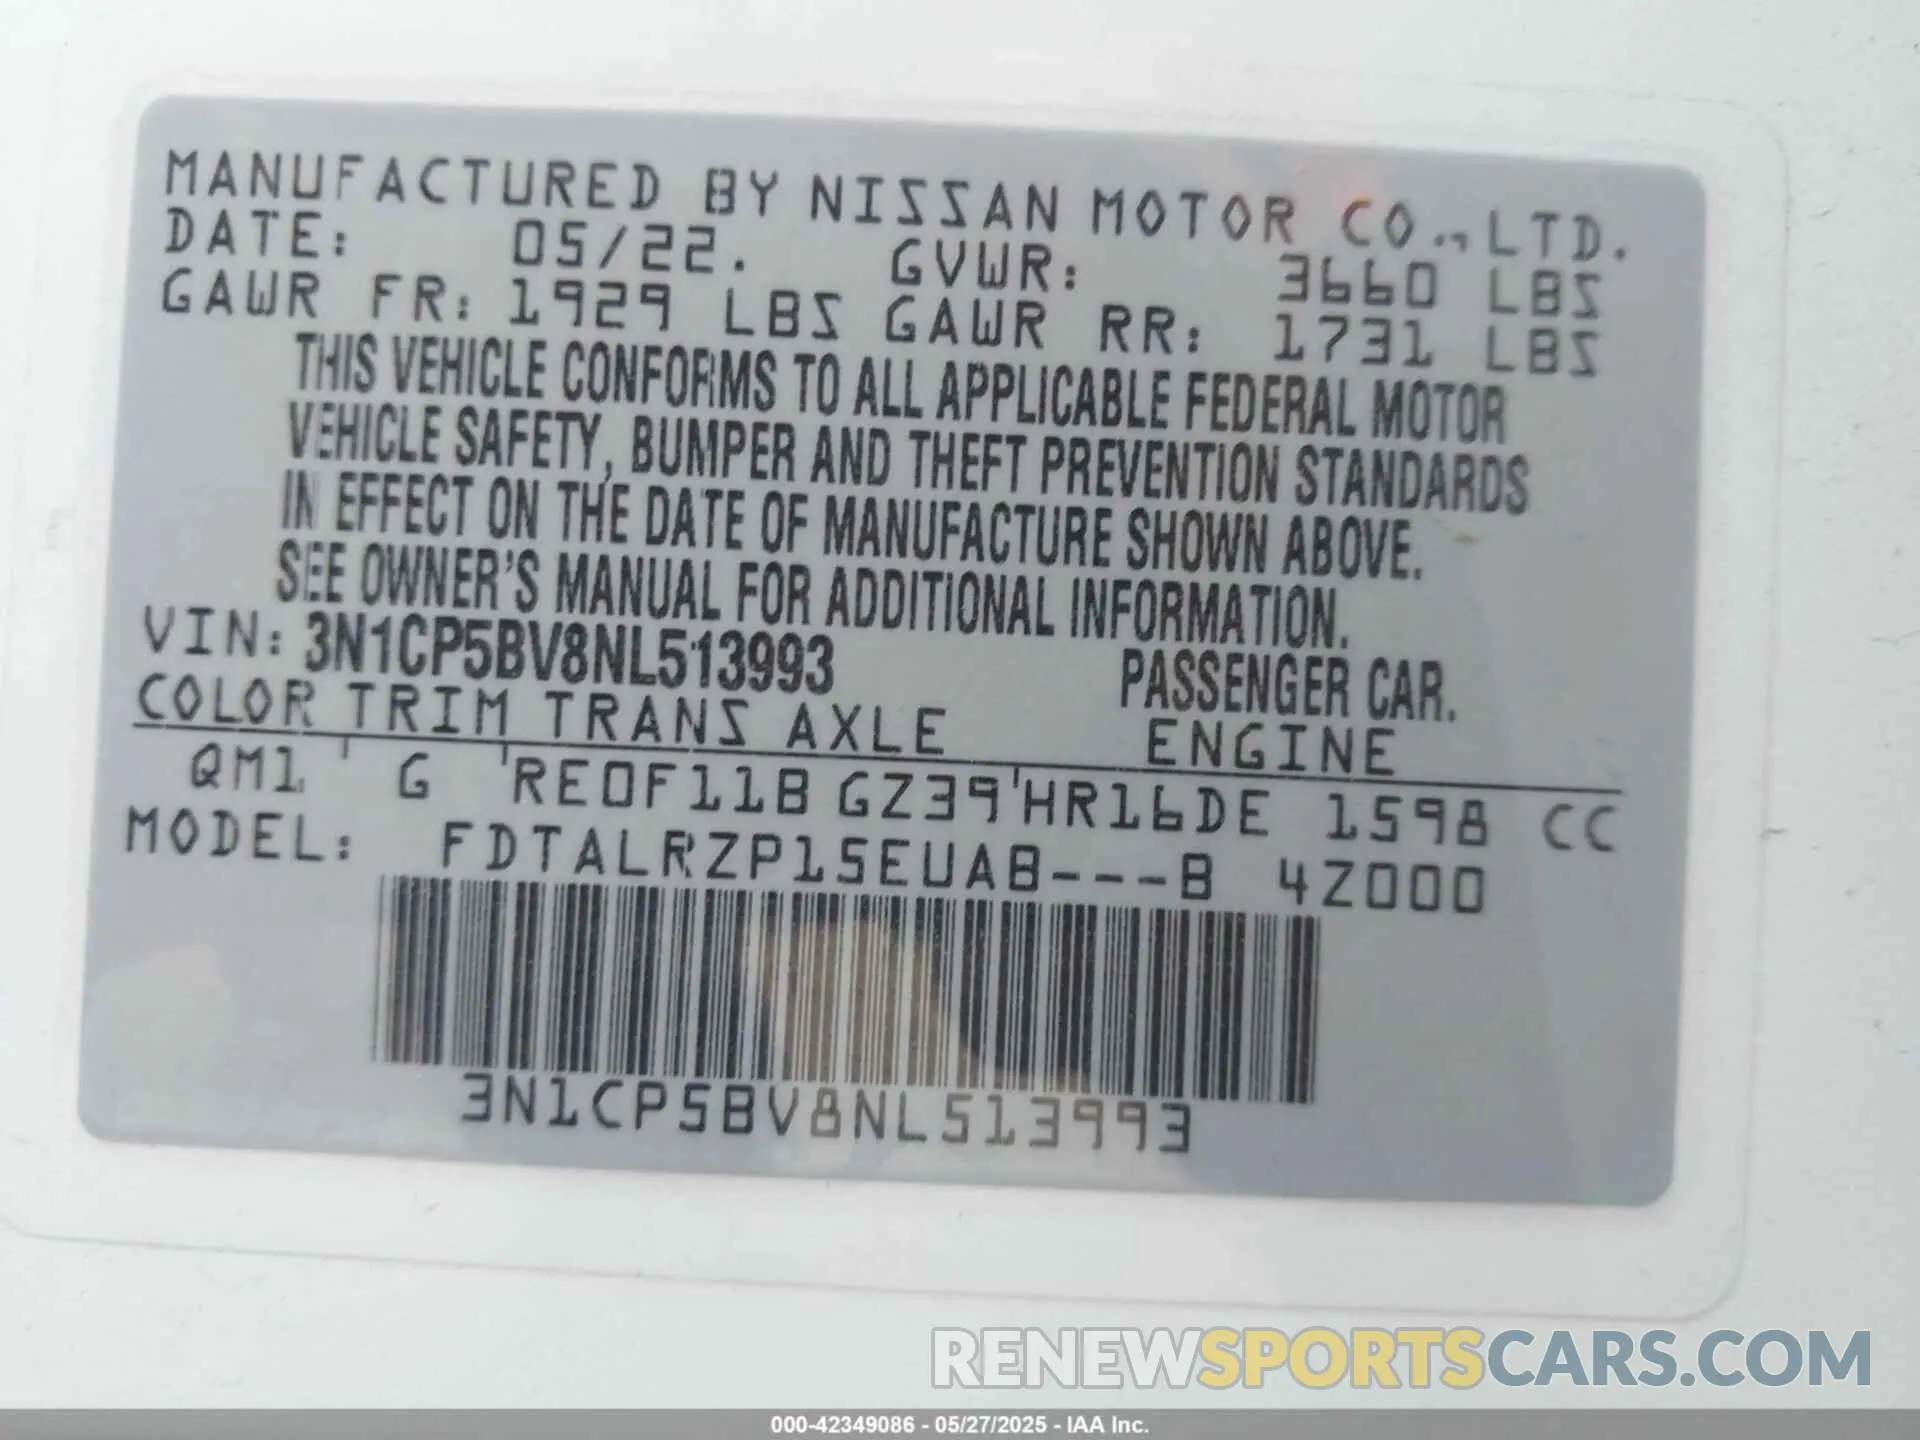 MANUFACTURED BY NISSAN MOTOR CO.,LTD.
DATE: 05/22. GVWR: 3660 LBS
GAWR FR: 1929 LBS GAWR RR: 1731 LBS
THIS VEHICLE CONFORMS TO ALL APPLICABLE FEDERAL MOTOR
VEHICLE SAFETY, BUMPER AND THEFT PREVENTION STANDARDS
IN EFFECT ON THE DATE OF MANUFACTURE SHOWN ABOVE.
SEE OWNER'S MANUAL FOR ADDITIONAL INFORMATION.
VIN: 3N1CP5BV8NL513993 PASSENGER CAR.
COLOR TRIM TRANS AXLE ENGINE
QM1 G RE0F11B GZ39 HR16DE 1598 CC
MODEL: FDTALRZP15EUA8---B 4Z000
3N1CP5BV8NL513993
RENEWSPORTSCARS.COM
000-42349086 - 05/27/2025 - IAA Inc.